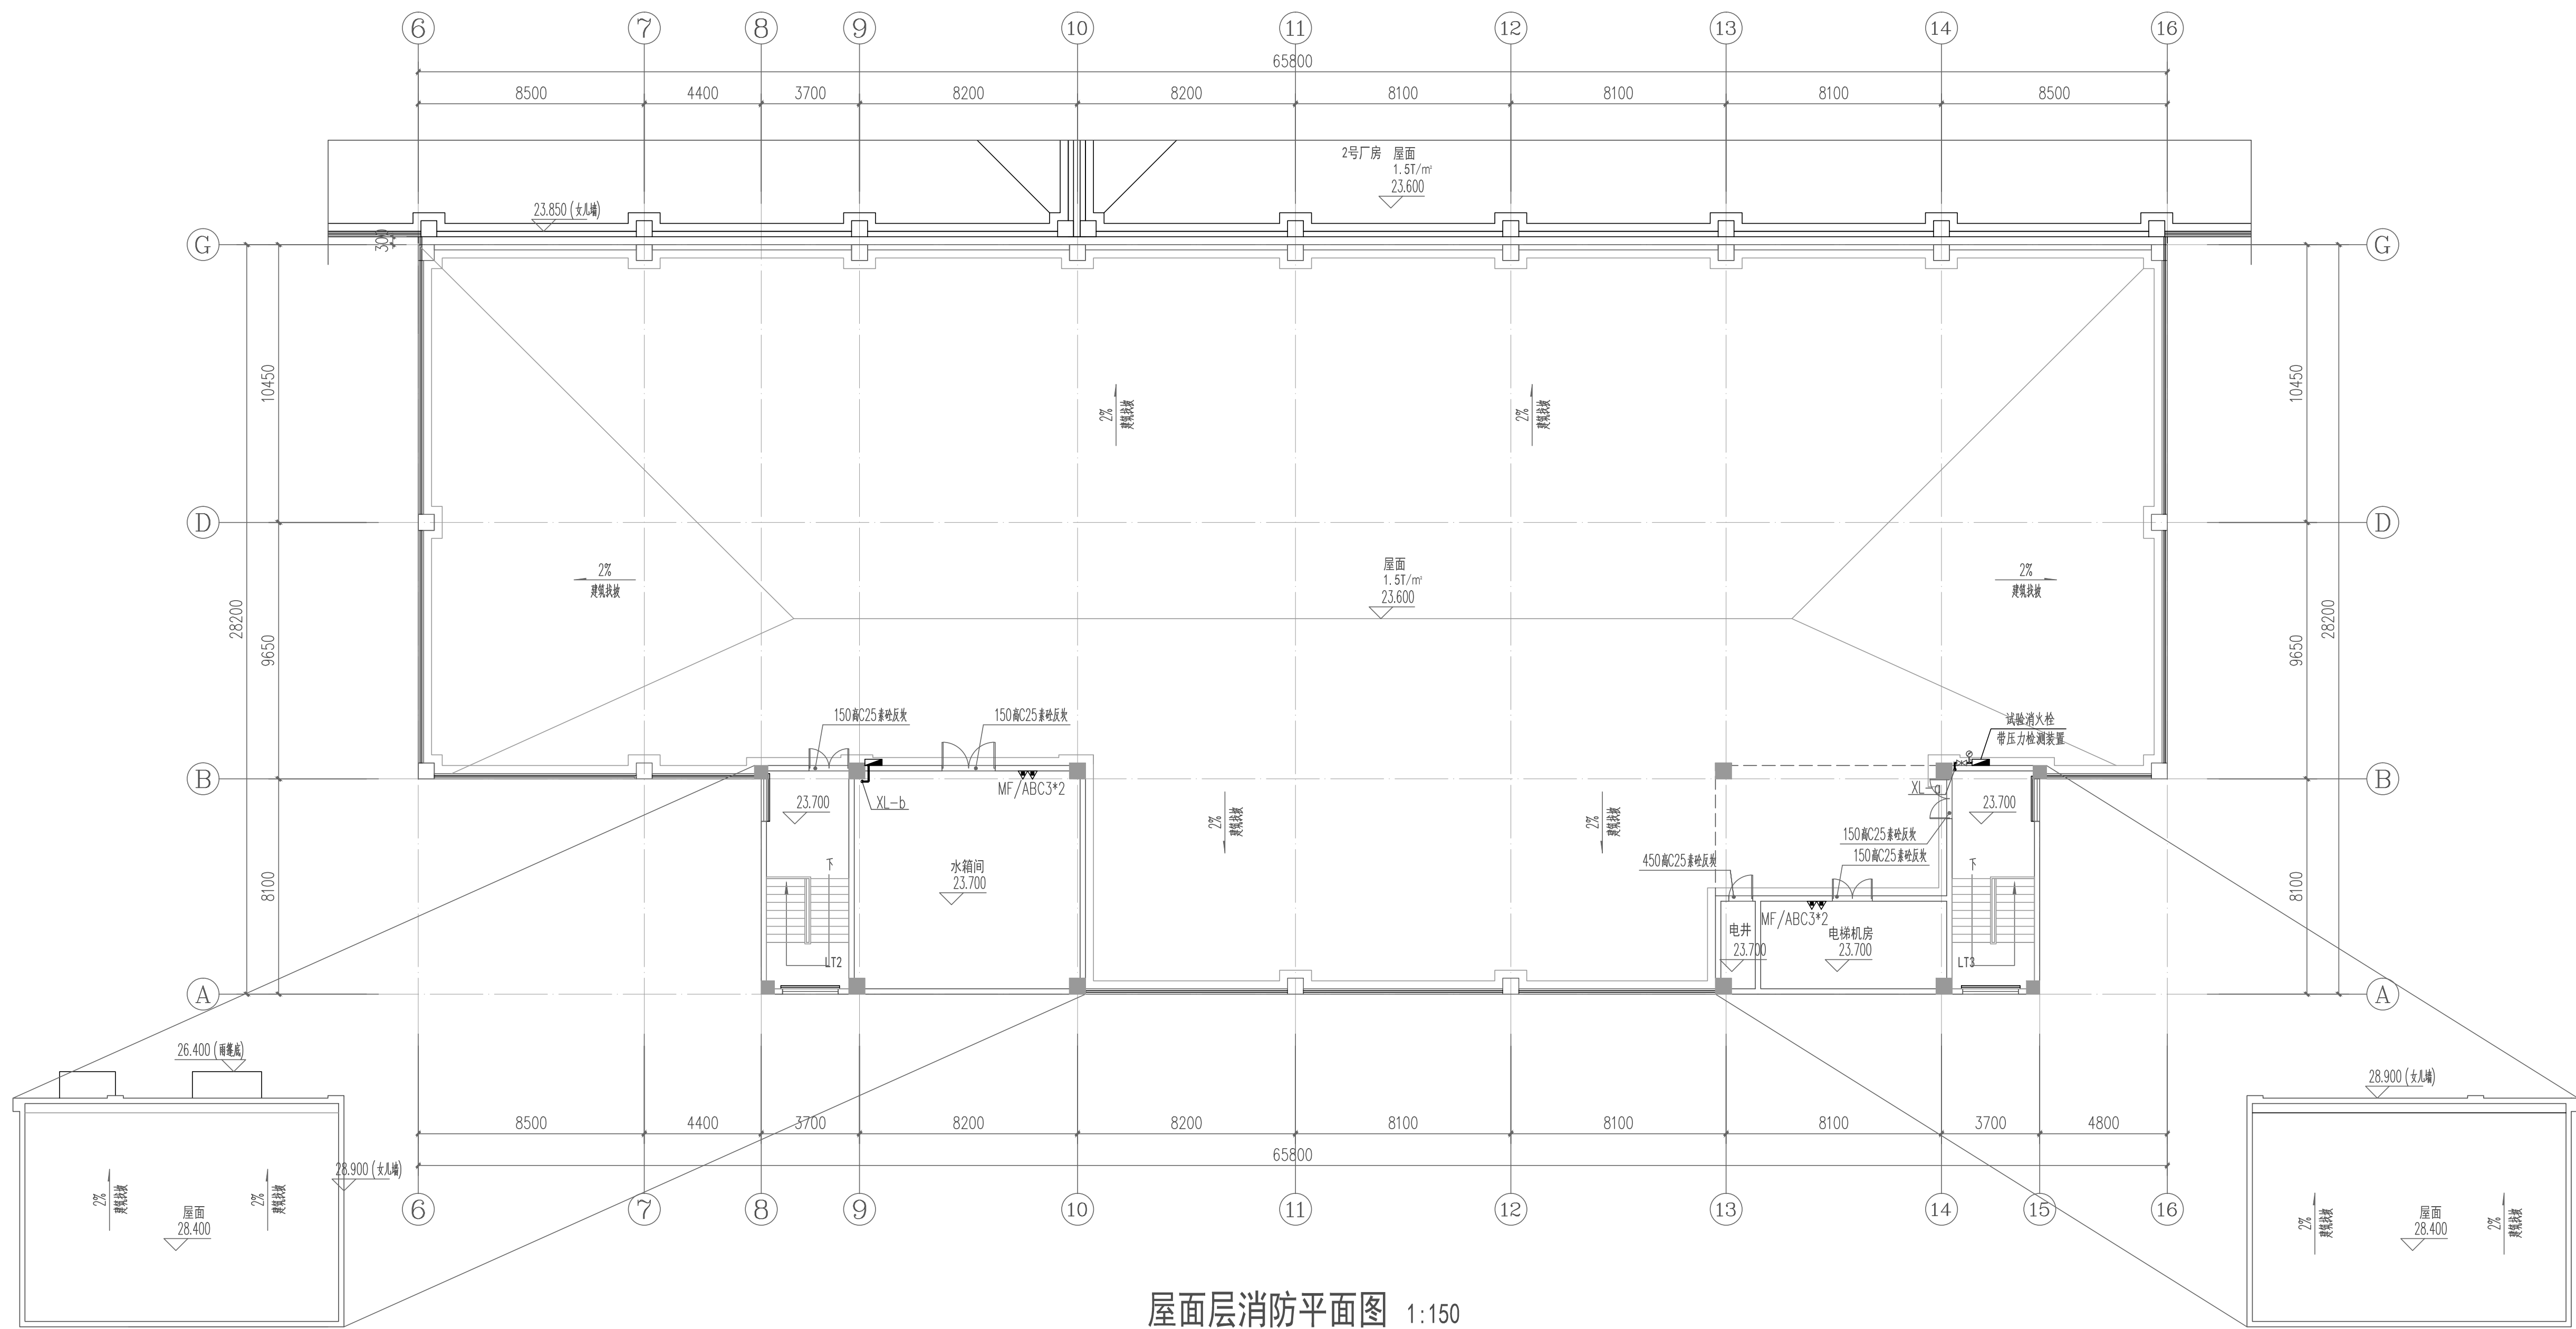 6 7 8 9 10 11 12 13 14 16
65800
8500 4400 3700 8200 8200 8100 8100 8100 8500
2号厂房 屋面
1.5T/㎡
23.600
23.850(女儿墙)
300
G G
10450 10450
2% 建筑找坡
2% 建筑找坡
D D
屋面
1.5T/㎡
23.600
2%
建筑找坡
2%
建筑找坡
28200 28200
9650 9650
150高C25素砼反坎
150高C25素砼反坎
试验消火栓
带压力检测装置
B B
MF/ABC3*2
XL-b
XL-a
23.700
23.700
2% 建筑找坡
2% 建筑找坡
150高C25素砼反坎
150高C25素砼反坎
450高C25素砼反坎
下
下
水箱间
23.700
8100 8100
MF/ABC3*2
电井
23.700
电梯机房
23.700
LT2
LT3
A A
26.400(雨篷底)
28.900(女儿墙)
8500 4400 3700 8200 8200 8100 8100 8100 3700 4800
65800
28.900(女儿墙)
2% 建筑找坡
2% 建筑找坡
屋面
28.400
6 7 8 9 10 11 12 13 14 15 16
2% 建筑找坡
2% 建筑找坡
屋面
28.400
屋面层消防平面图 1:150